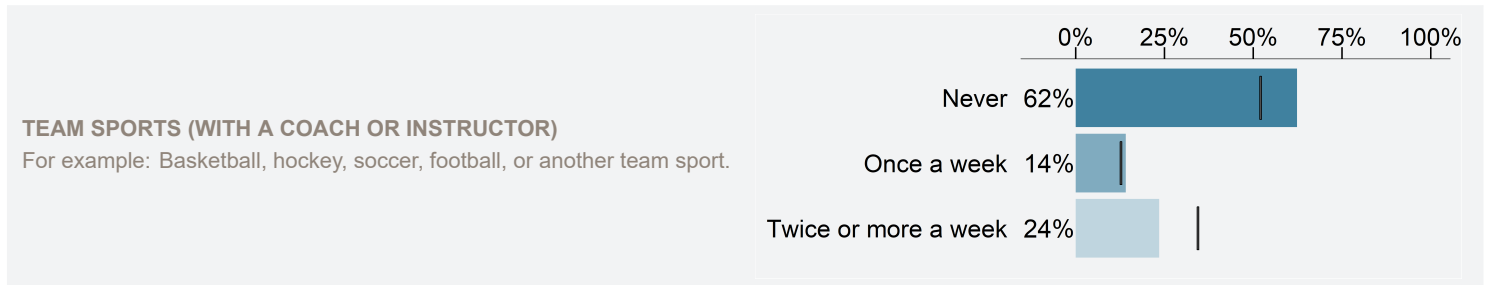 TEAM SPORTS (WITH A COACH OR INSTRUCTOR)
For example: Basketball, hockey, soccer, football, or another team sport.
0% 25% 50% 75% 100%
Never 62%
Once a week 14%
Twice or more a week 24%